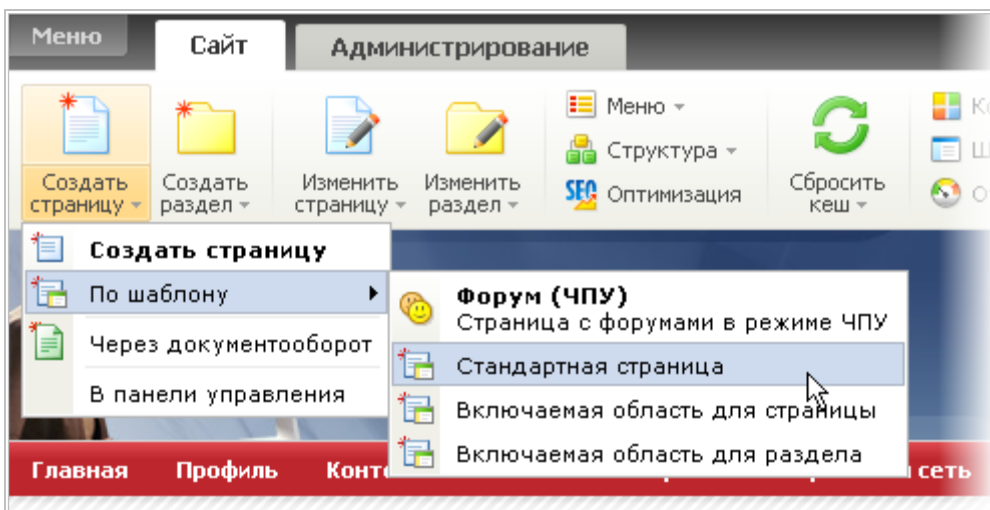 Меню
Сайт
Администрирование
Создать
страницу
Создать
раздел
Изменить
страницу
Изменить
раздел
Меню
Структура
SEO Оптимизация
Сбросить
кеш
Создать страницу
По шаблону
Через документооборот
В панели управления
Форум (ЧПУ)
Страница с форумами в режиме ЧПУ
Стандартная страница
Включаемая область для страницы
Включаемая область для раздела
Главная Профиль сеть